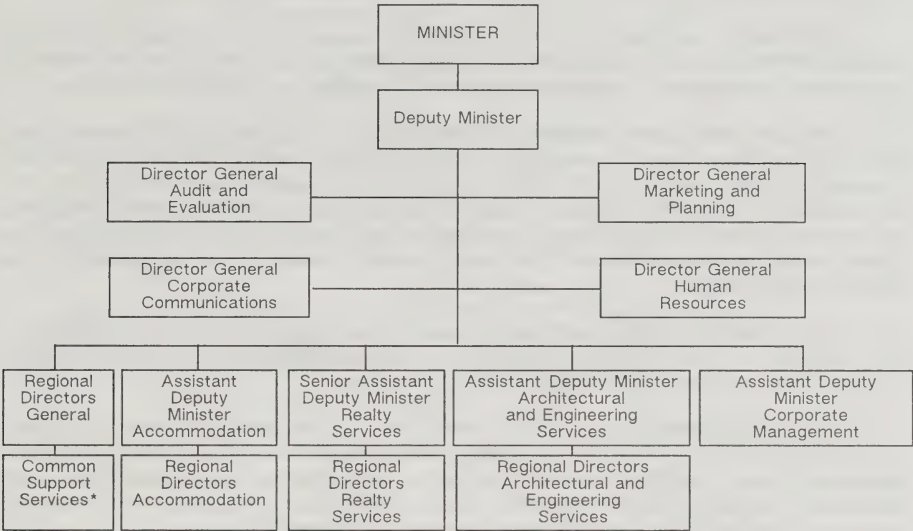 MINISTER
Deputy Minister
Director General
Audit and
Evaluation
Director General
Marketing and
Planning
Director General
Corporate
Communications
Director General
Human
Resources
Regional
Directors
General
Assistant
Deputy
Minister
Accommodation
Senior Assistant
Deputy Minister
Realty
Services
Assistant Deputy Minister
Architectural
and Engineering
Services
Assistant Deputy
Minister
Corporate
Management
Common
Support
Services*
Regional
Directors
Accommodation
Regional
Directors
Realty
Services
Regional Directors
Architectural and
Engineering
Services